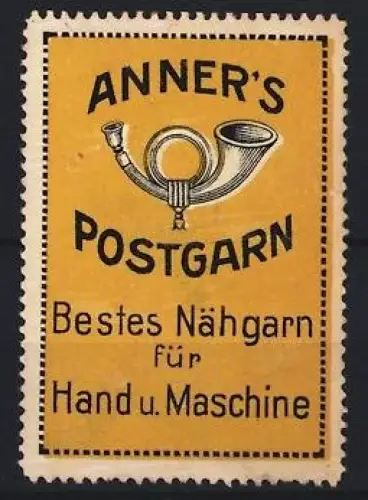 ANNER'S
POSTGARN
Bestes Nähgarn
für
Hand u. Maschine